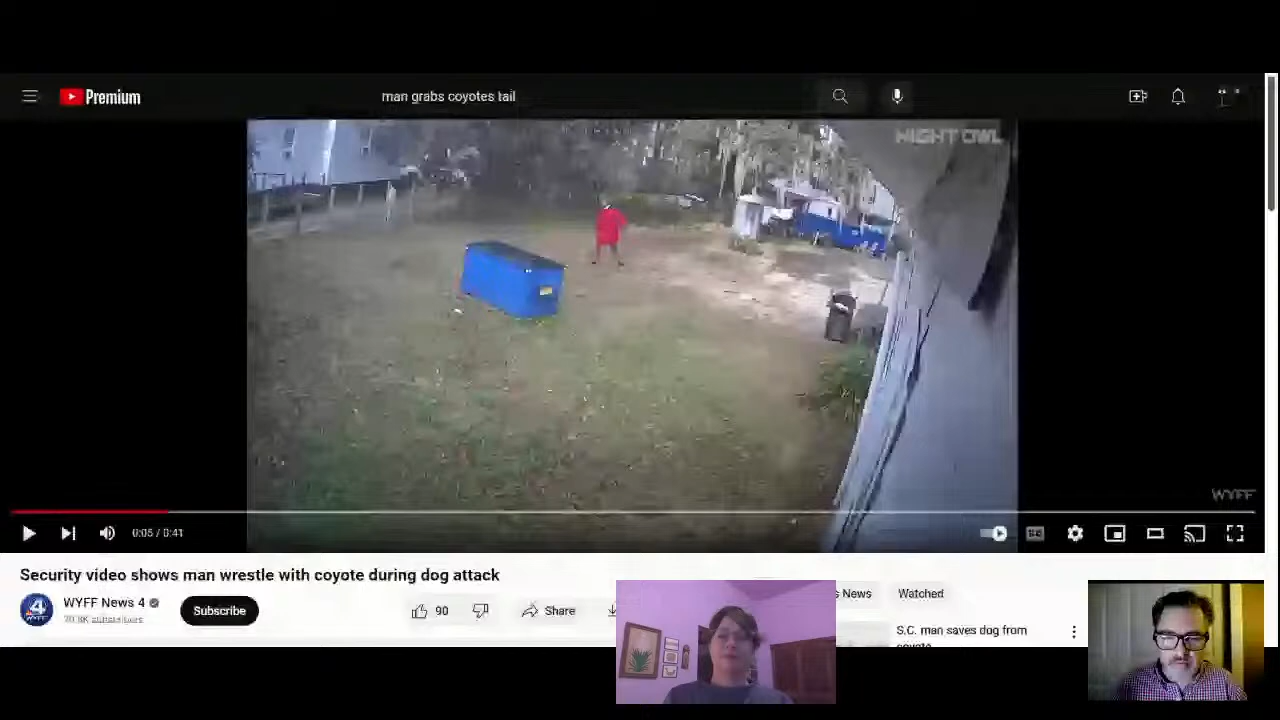 Premium
man grabs coyotes tail
NIGHT OWL
WYFF
0:05 / 0:41
Security video shows man wrestle with coyote during dog attack
4
WYFF News 4
Subscribe
90
Share
s News
Watched
S.C. man saves dog from